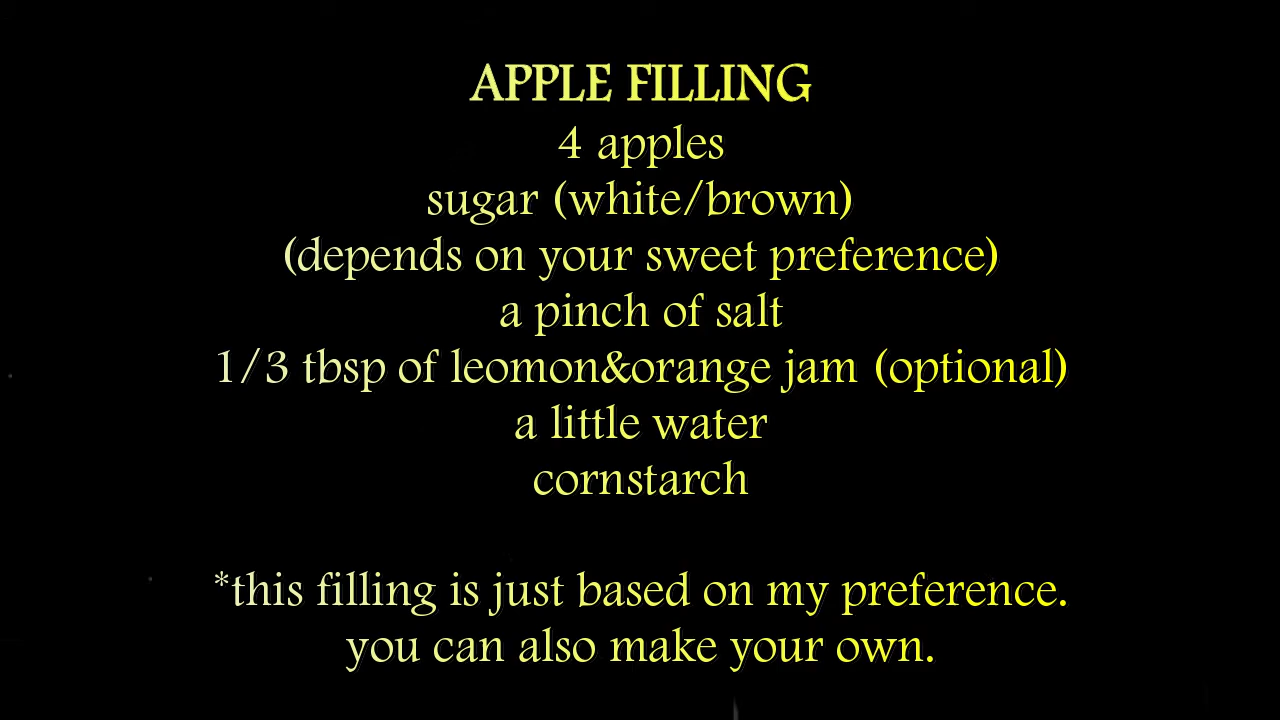 APPLE FILLING
4 apples
sugar (white/brown)
(depends on your sweet preference)
a pinch of salt
1/3 tbsp of leomon&orange jam (optional)
a little water
cornstarch
*this filling is just based on my preference.
you can also make your own.